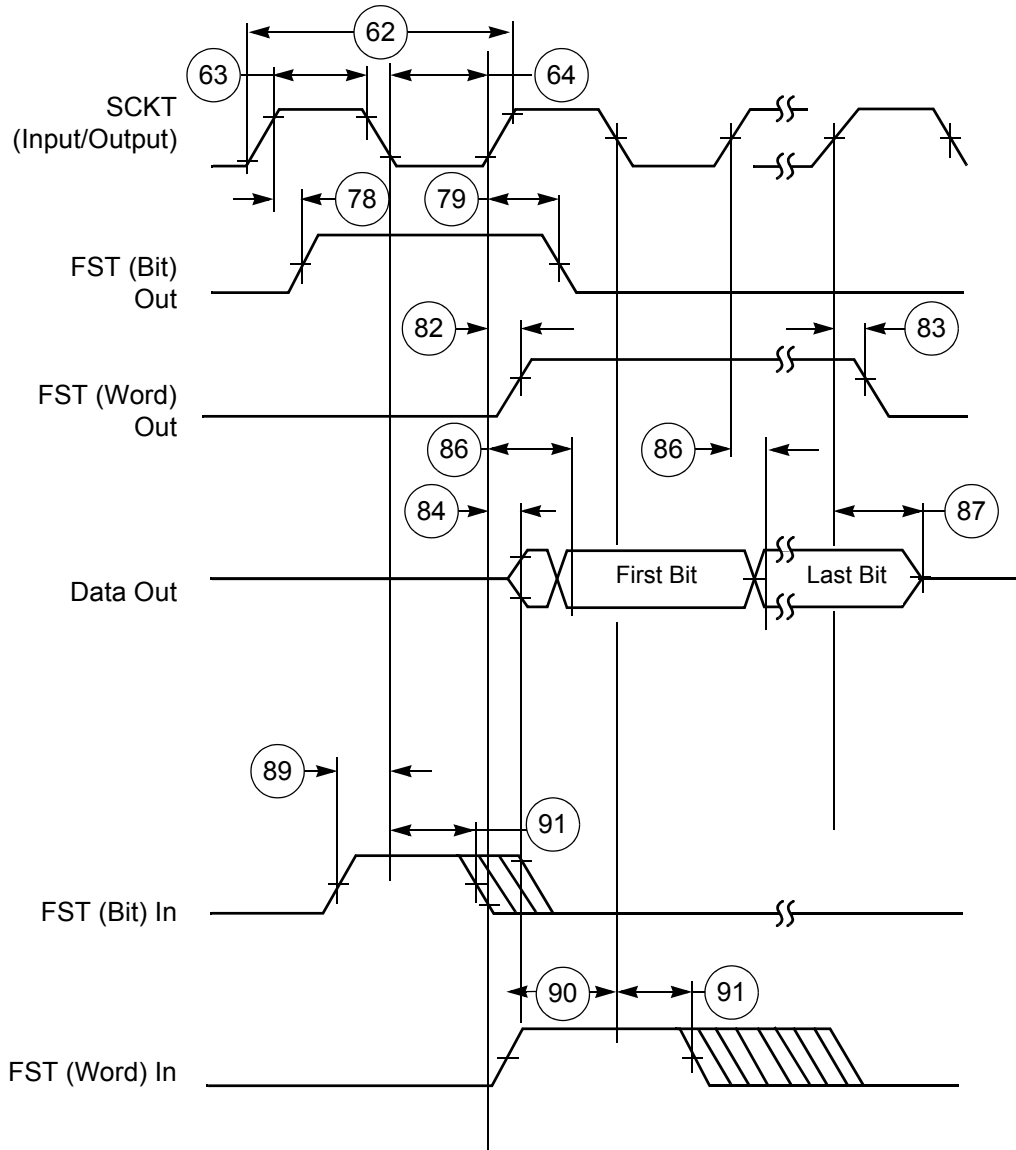 62
63
64
SCKT
(Input/Output)
78
79
FST (Bit)
Out
82
83
FST (Word)
Out
86
86
84
87
First Bit
Last Bit
Data Out
89
91
FST (Bit) In
90
91
FST (Word) In